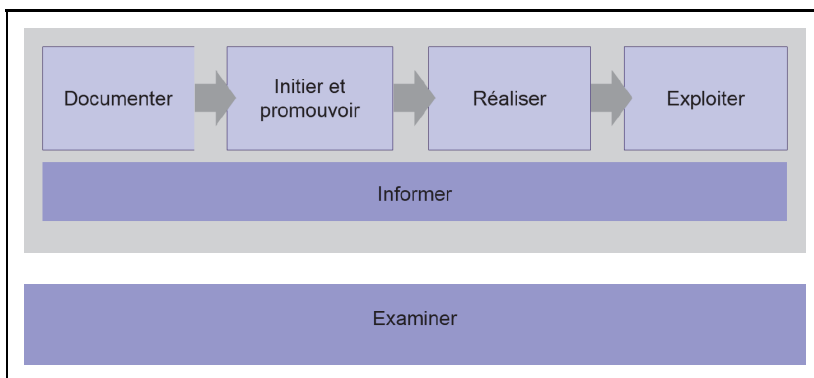 Documenter
Initier et
promouvoir
Réaliser
Exploiter
Informer
Examiner